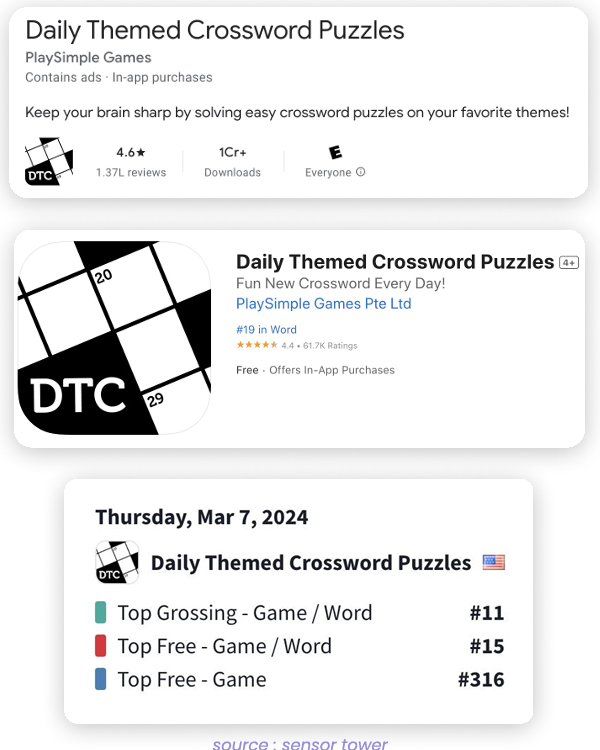 Daily Themed Crossword Puzzles
PlaySimple Games
Contains ads · In-app purchases
Keep your brain sharp by solving easy crossword puzzles on your favorite themes!
DTC
4.6★
1Cr+
E
1.37L reviews
Downloads
Everyone
20
DTC
29
Daily Themed Crossword Puzzles 4+
Fun New Crossword Every Day!
PlaySimple Games Pte Ltd
#19 in Word
4.4 • 61.7K Ratings
Free · Offers In-App Purchases
Thursday, Mar 7, 2024
DTC
Daily Themed Crossword Puzzles
Top Grossing - Game / Word #11
Top Free - Game / Word #15
Top Free - Game #316
source : sensor tower